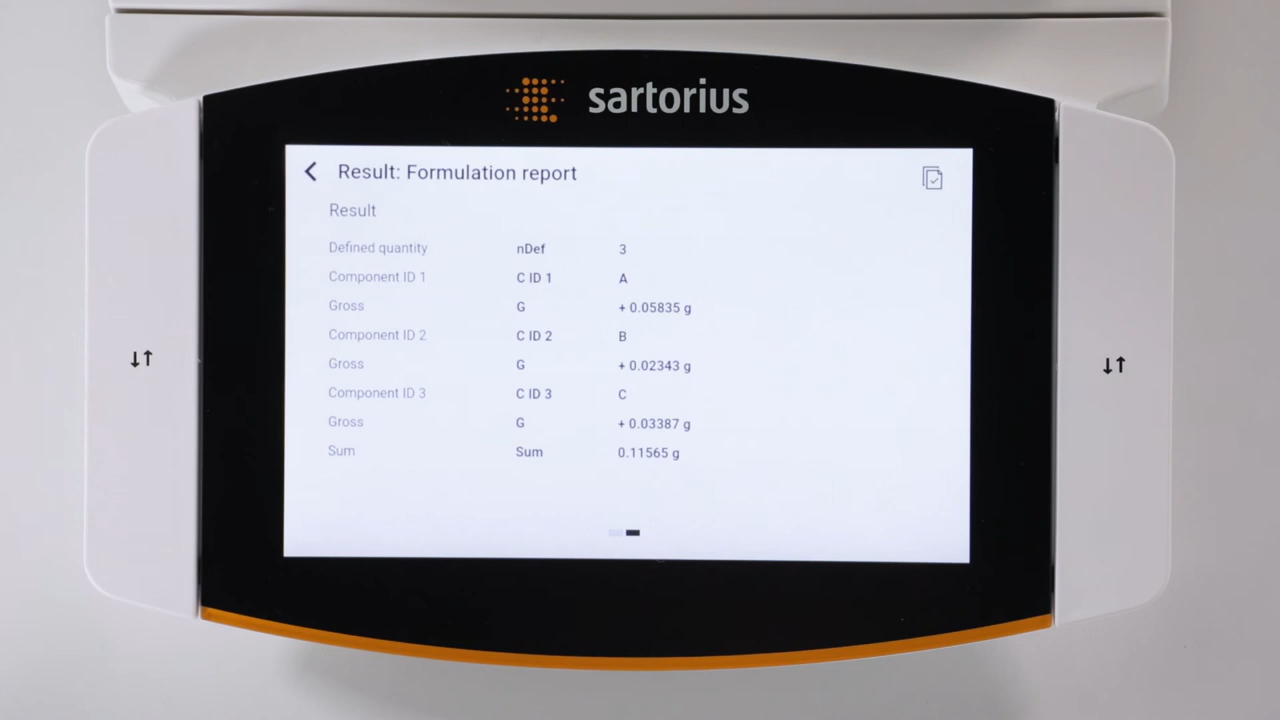 sartorius
Result: Formulation report
Result
Defined quantity nDef 3
Component ID 1 C ID 1 A
Gross G + 0.05835 g
Component ID 2 C ID 2 B
Gross G + 0.02343 g
Component ID 3 C ID 3 C
Gross G + 0.03387 g
Sum Sum 0.11565 g